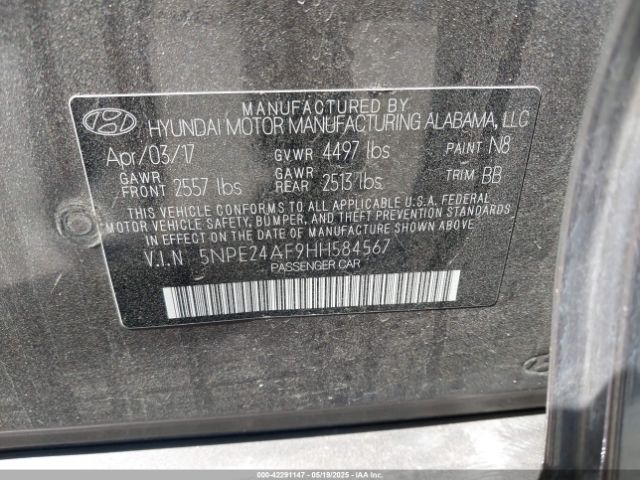 MANUFACTURED BY
HYUNDAI MOTOR MANUFACTURING ALABAMA, LLC
Apr/03/17 GVWR 4497 lbs PAINT N8
GAWR FRONT 2557 lbs GAWR REAR 2513 lbs TRIM BB
THIS VEHICLE CONFORMS TO ALL APPLICABLE U.S.A. FEDERAL
MOTOR VEHICLE SAFETY, BUMPER, AND THEFT PREVENTION STANDARDS
IN EFFECT ON THE DATE OF MANUFACTURE SHOWN ABOVE.
V.I.N 5NPE24AF9HH584567
PASSENGER CAR
000-42291147 - 05/19/2025 - IAAI.COM